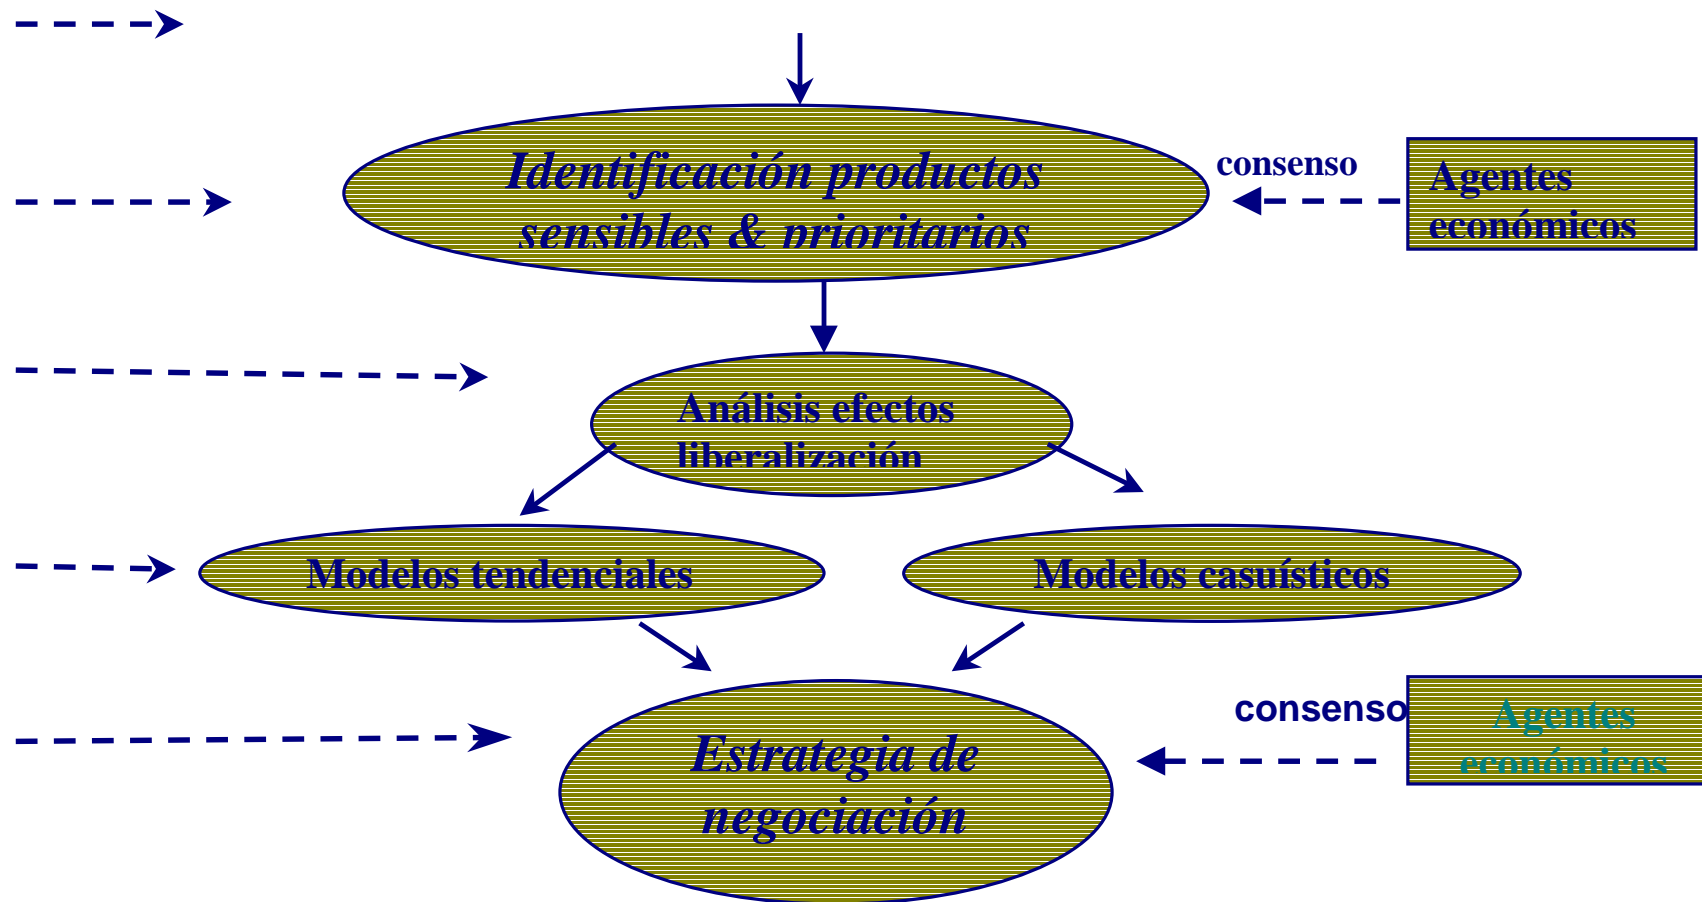 Identificación productos
sensibles & prioritarios
consenso
Agentes
económicos
Análisis efectos
liberalización
Modelos tendenciales
Modelos casuísticos
consenso
Agentes
económicos
Estrategia de
negociación